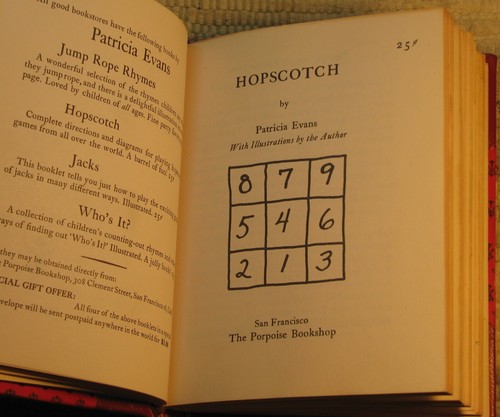 All good bookstores have the following books by
Patricia Evans
Jump Rope Rhymes
A wonderful selection of the rhymes children
they jump rope, and there is a delightful illustration
page. Loved by children of all ages. Fine party
Hopscotch
Complete directions and diagrams for playing
games from all over the world. A barrel of fun. 25¢
Jacks
This booklet tells you just how to play the exciting
of jacks in many different ways. Illustrated. 25¢
Who's It?
A collection of children's counting-out rhymes and
ways of finding out 'Who's It?' Illustrated. A jolly
they may be obtained directly from:
Porpoise Bookshop, 308 Clement Street, San Francisco
CIAL GIFT OFFER:
All four of the above booklets in a
envelope will be sent postpaid anywhere in the world for
25¢
HOPSCOTCH
by
Patricia Evans
With Illustrations by the Author
8 7 9
5 4 6
2 1 3
San Francisco
The Porpoise Bookshop